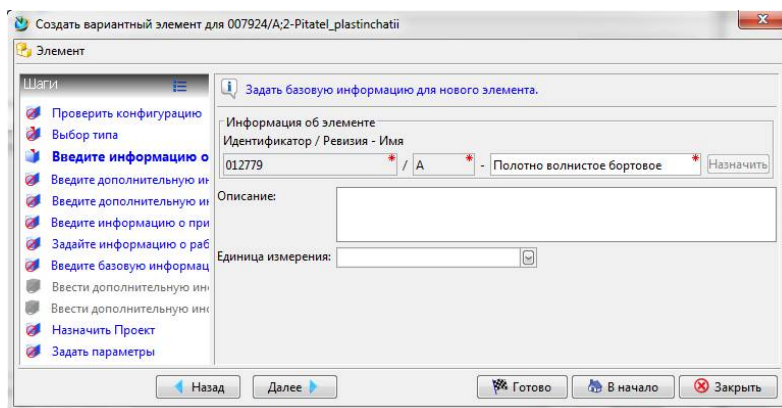 Создать вариантный элемент для 007924/A;2-Pitatel_plastinchatii
Элемент
Шаги
Задать базовую информацию для нового элемента.
Проверить конфигурацию
Выбор типа
Введите информацию о
Введите дополнительную ин
Введите дополнительную ин
Введите информацию о при
Задайте информацию о раб
Введите базовую информац
Ввести дополнительную ин
Ввести дополнительную ин
Назначить Проект
Задать параметры
Информация об элементе
Идентификатор / Ревизия - Имя
012779 * / A * - Полотно волнистое бортовое * Назначить
Описание:
Единица измерения:
Назад Далее Готово В начало Закрыть